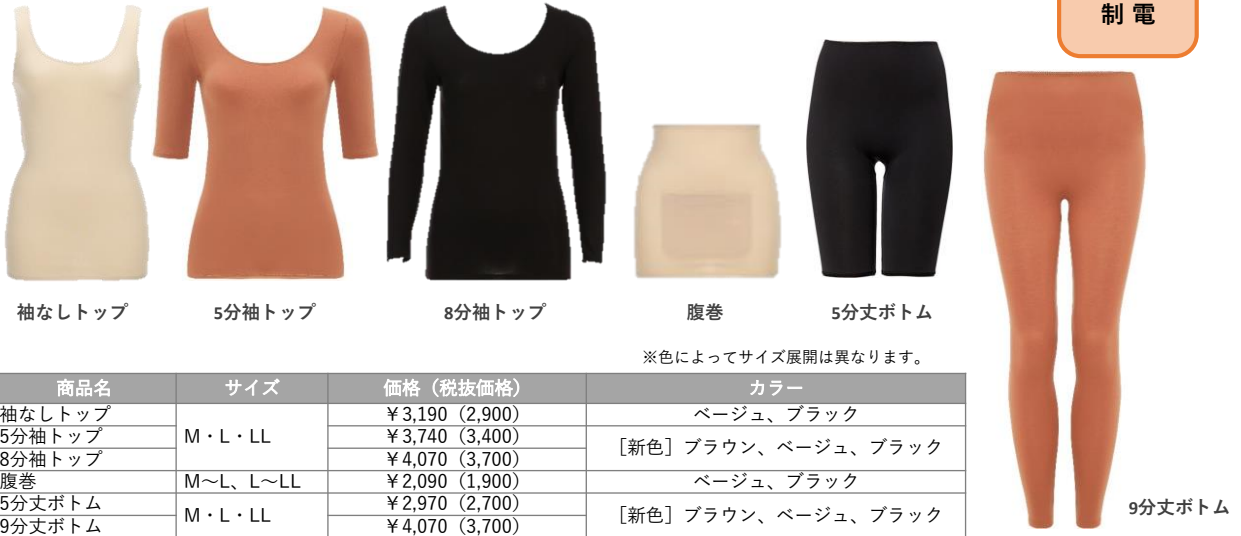 制電
袖なしトップ
5分袖トップ
8分袖トップ
腹巻
5分丈ボトム
※色によってサイズ展開は異なります。
商品名 サイズ 価格（税抜価格） カラー
袖なしトップ M・L・LL ￥3,190（2,900） ベージュ、ブラック
5分袖トップ ￥3,740（3,400） ［新色］ブラウン、ベージュ、ブラック
8分袖トップ ￥4,070（3,700）
腹巻 M～L、L～LL ￥2,090（1,900） ベージュ、ブラック
5分丈ボトム M・L・LL ￥2,970（2,700） ［新色］ブラウン、ベージュ、ブラック
9分丈ボトム ￥4,070（3,700）
9分丈ボトム